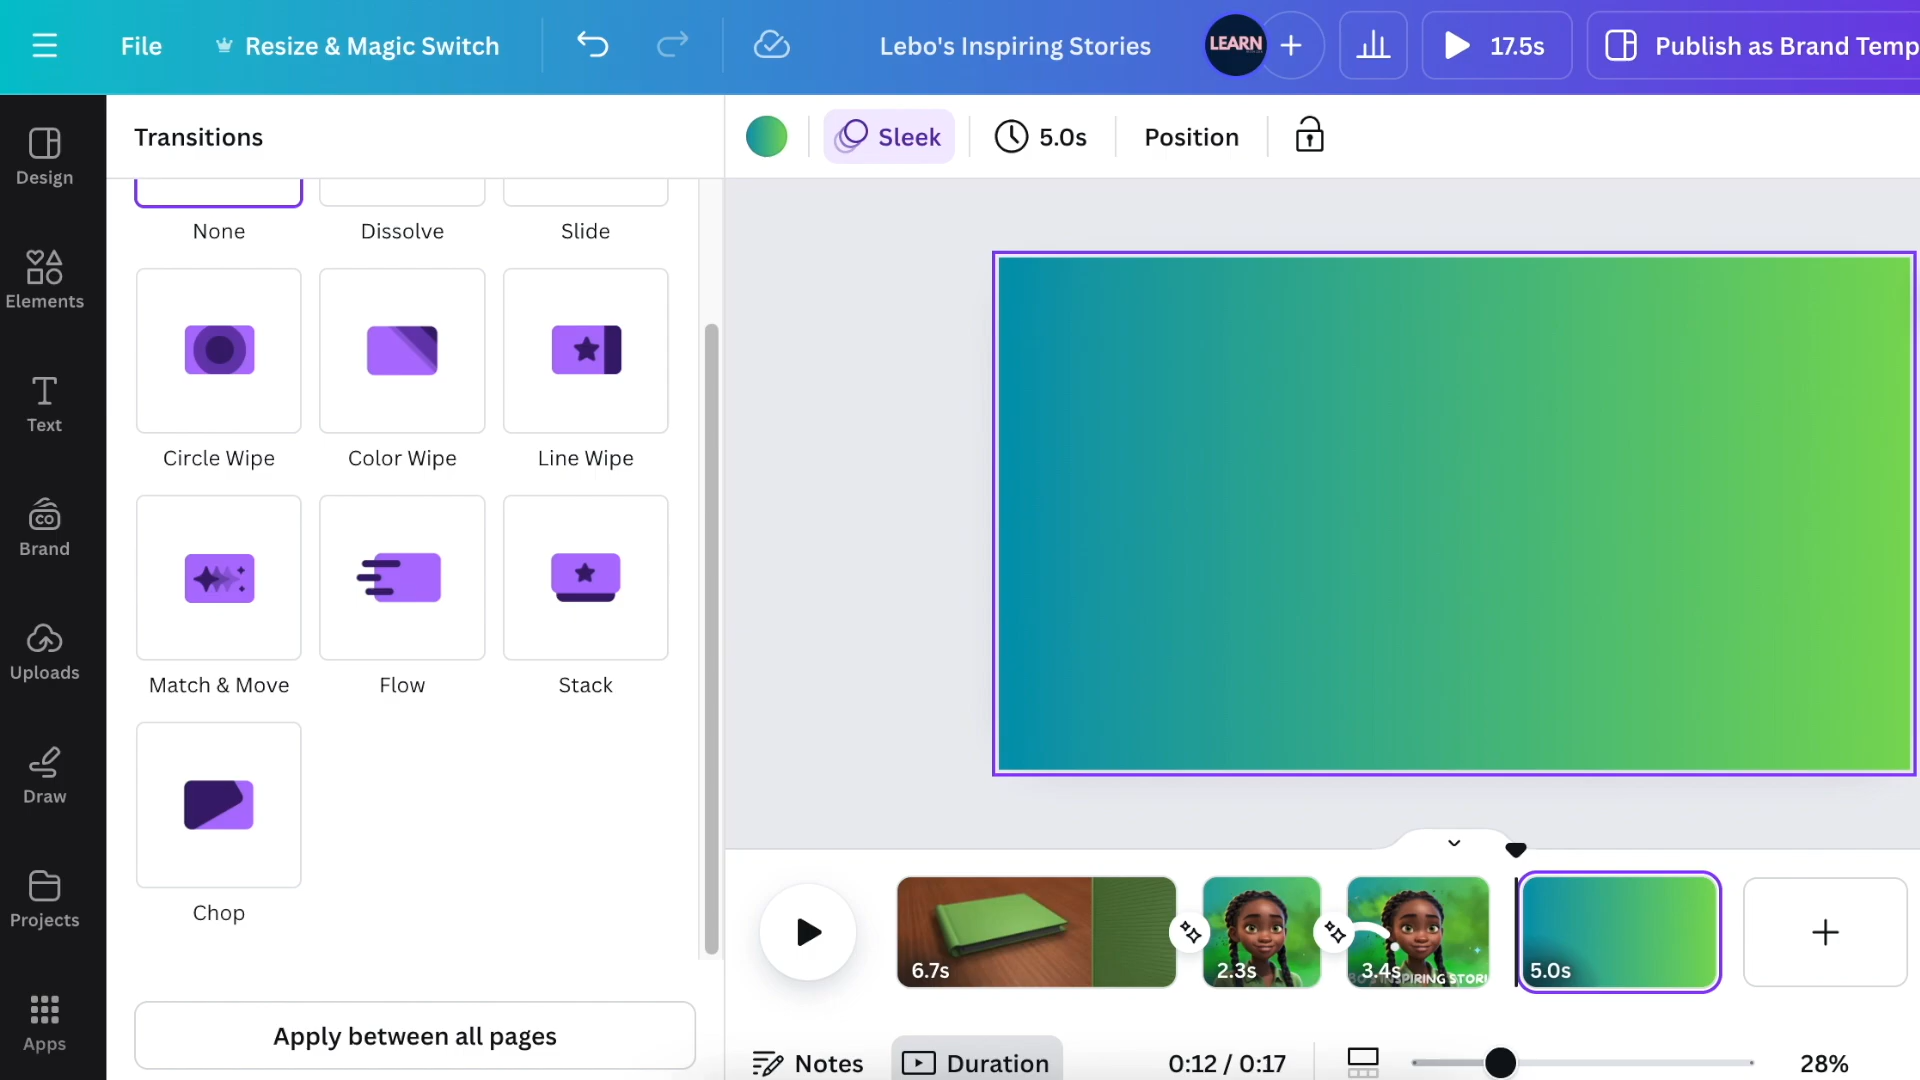 File
Resize & Magic Switch
Lebo's Inspiring Stories
LEARN
17.5s
Publish as Brand Temp
Design
Elements
Text
Brand
Uploads
Draw
Projects
Apps
Transitions
None
Dissolve
Slide
Circle Wipe
Color Wipe
Line Wipe
Match & Move
Flow
Stack
Chop
Apply between all pages
Sleek
5.0s
Position
6.7s
2.3s
3.4s
5.0s
Notes
Duration
0:12 / 0:17
28%